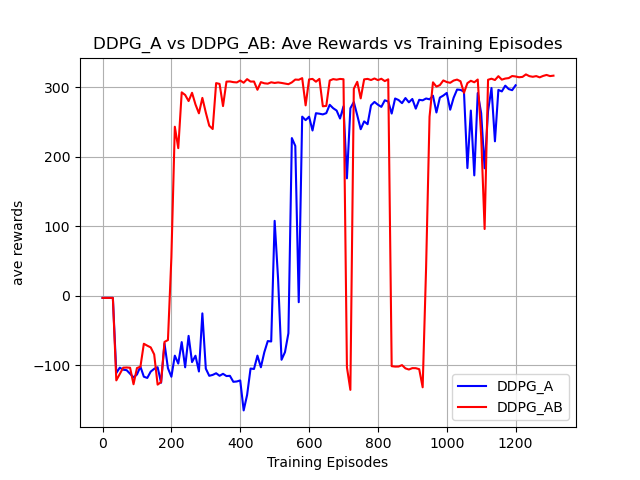 DDPG_A vs DDPG_AB: Ave Rewards vs Training Episodes
ave rewards
300
200
100
0
−100
0 200 400 600 800 1000 1200
Training Episodes
DDPG_A
DDPG_AB